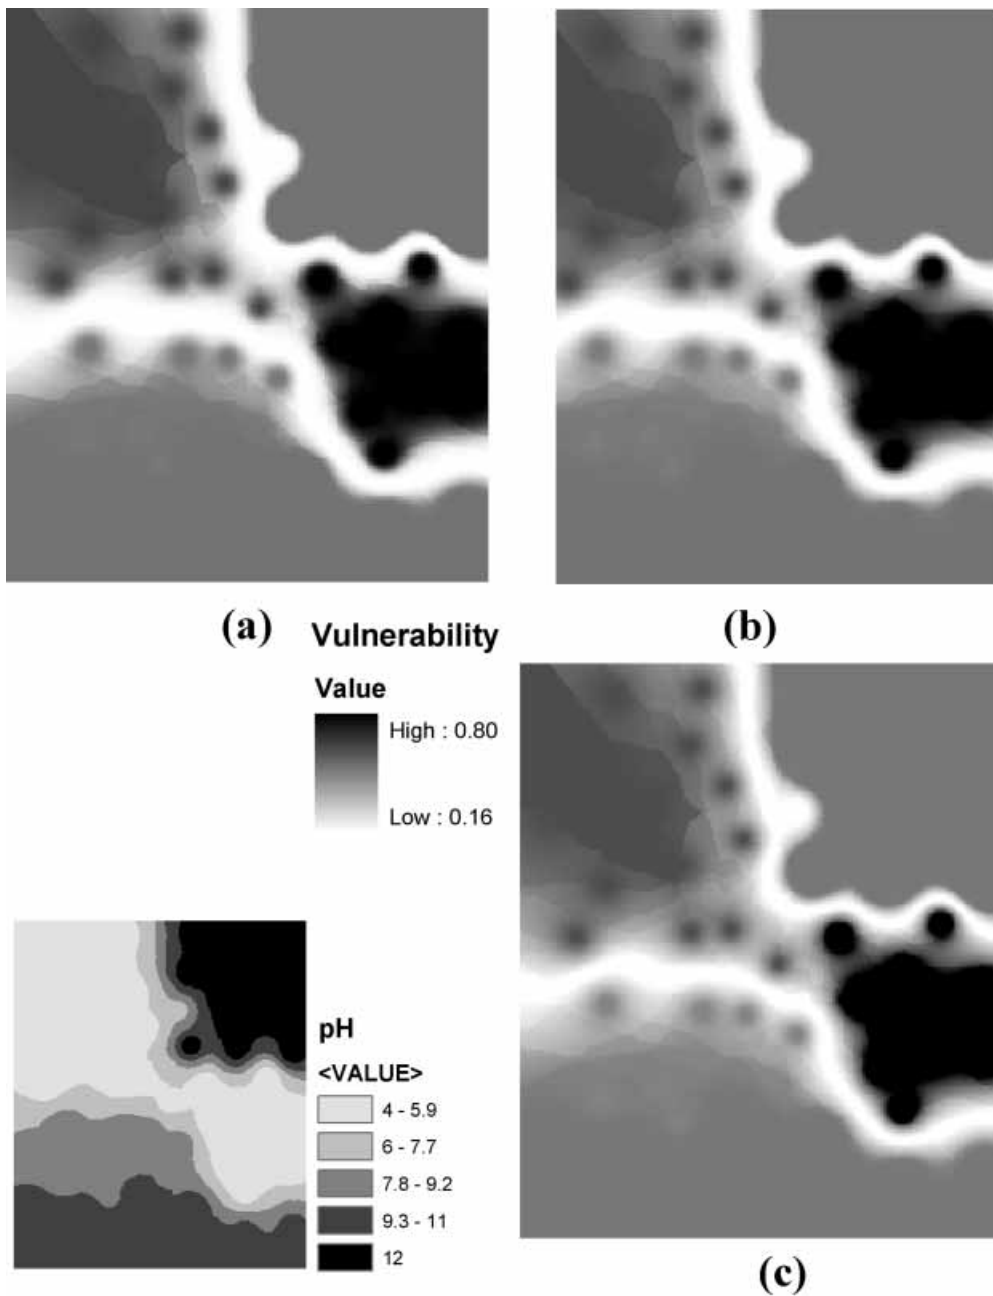 (a)
(b)
Vulnerability
Value
High : 0.80
Low : 0.16
pH
<VALUE>
4 - 5.9
6 - 7.7
7.8 - 9.2
9.3 - 11
12
(c)